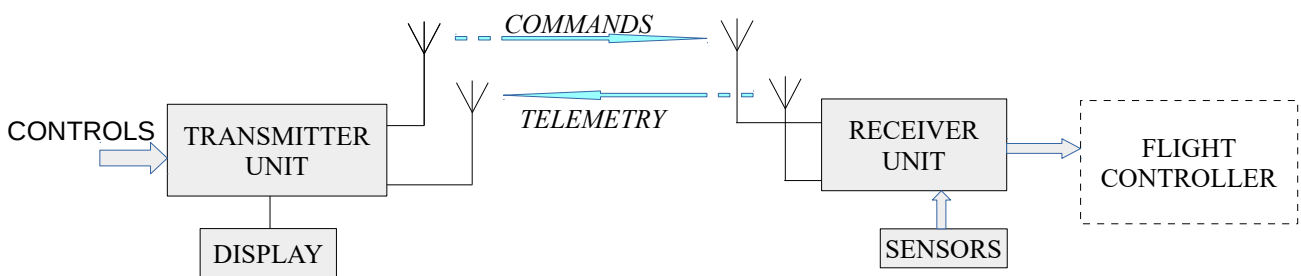 COMMANDS
TELEMETRY
CONTROLS
TRANSMITTER
UNIT
DISPLAY
RECEIVER
UNIT
SENSORS
FLIGHT
CONTROLLER